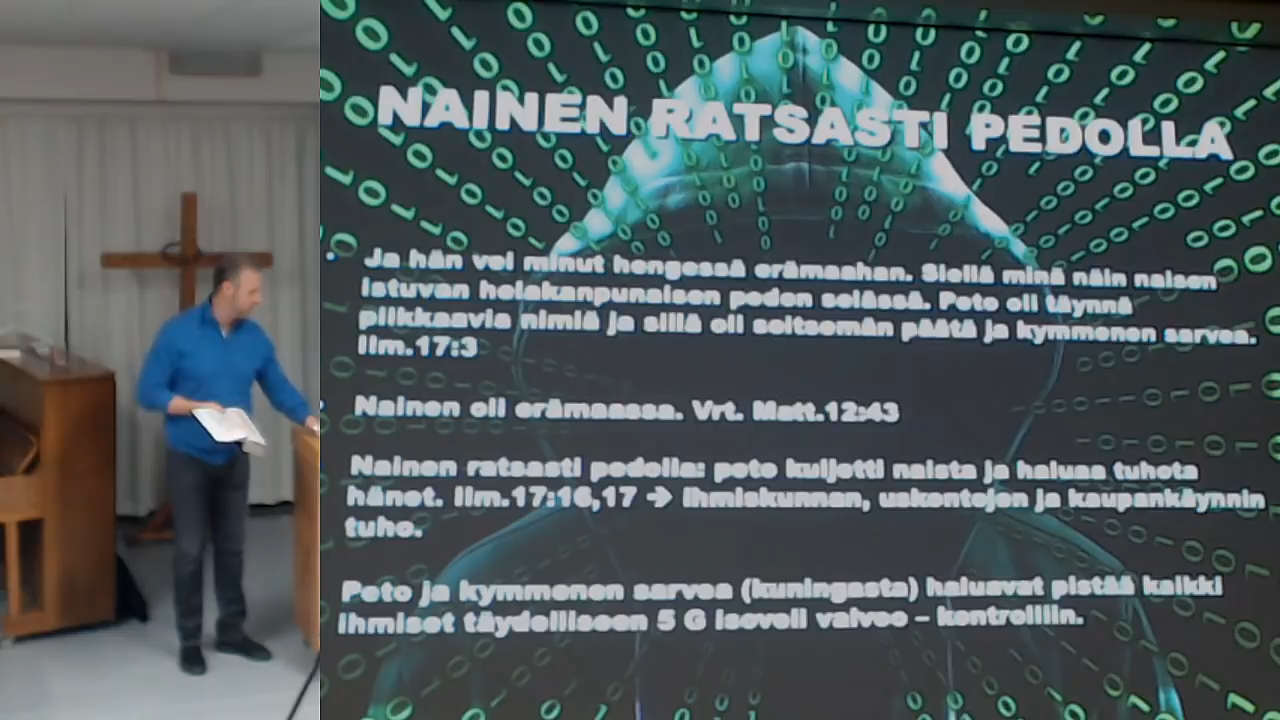 NAINEN RATSASTI PEDOLLA
Ja hän vei minut hengessä erämaahan. Siellä minä näin naisen
istuvan helakanpunaisen pedon selässä. Peto oli täynnä
pilkkaavia nimiä ja sillä oli seitsemän päätä ja kymmenen sarvea.
Ilm.17:3
Nainen oli erämaassa. Vrt. Matt.12:43
Nainen ratsasti pedolla: peto kuljetti naista ja haluaa tuhota
hänet. Ilm.17:16,17 → ihmiskunnan, uskontojen ja kaupankäynnin
tuho.
Peto ja kymmenen sarvea (kuningasta) haluavat pistää kaikki
ihmiset täydelliseen 5 G isoveli valvoo – kontrolliin.